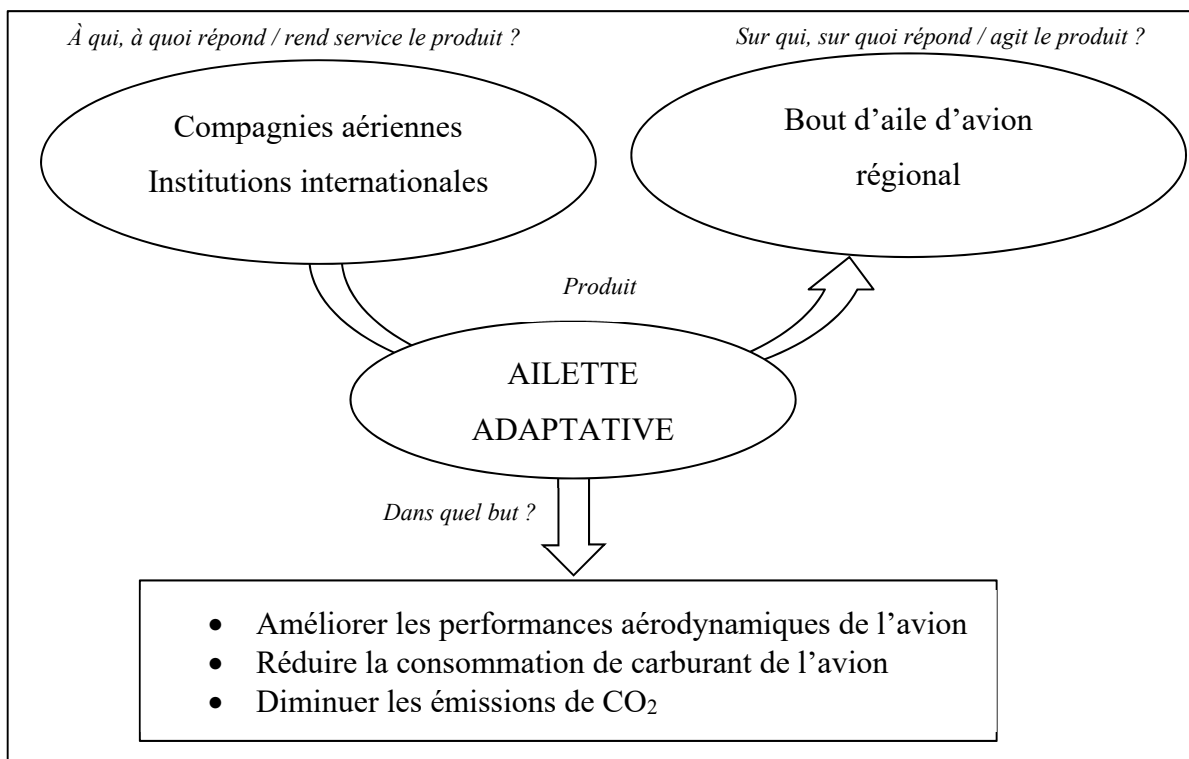 À qui, à quoi répond / rend service le produit ?
Sur qui, sur quoi répond / agit le produit ?
Compagnies aériennes
Institutions internationales
Bout d’aile d’avion
régional
Produit
AILETTE
ADAPTATIVE
Dans quel but ?
• Améliorer les performances aérodynamiques de l’avion
• Réduire la consommation de carburant de l’avion
• Diminuer les émissions de CO₂